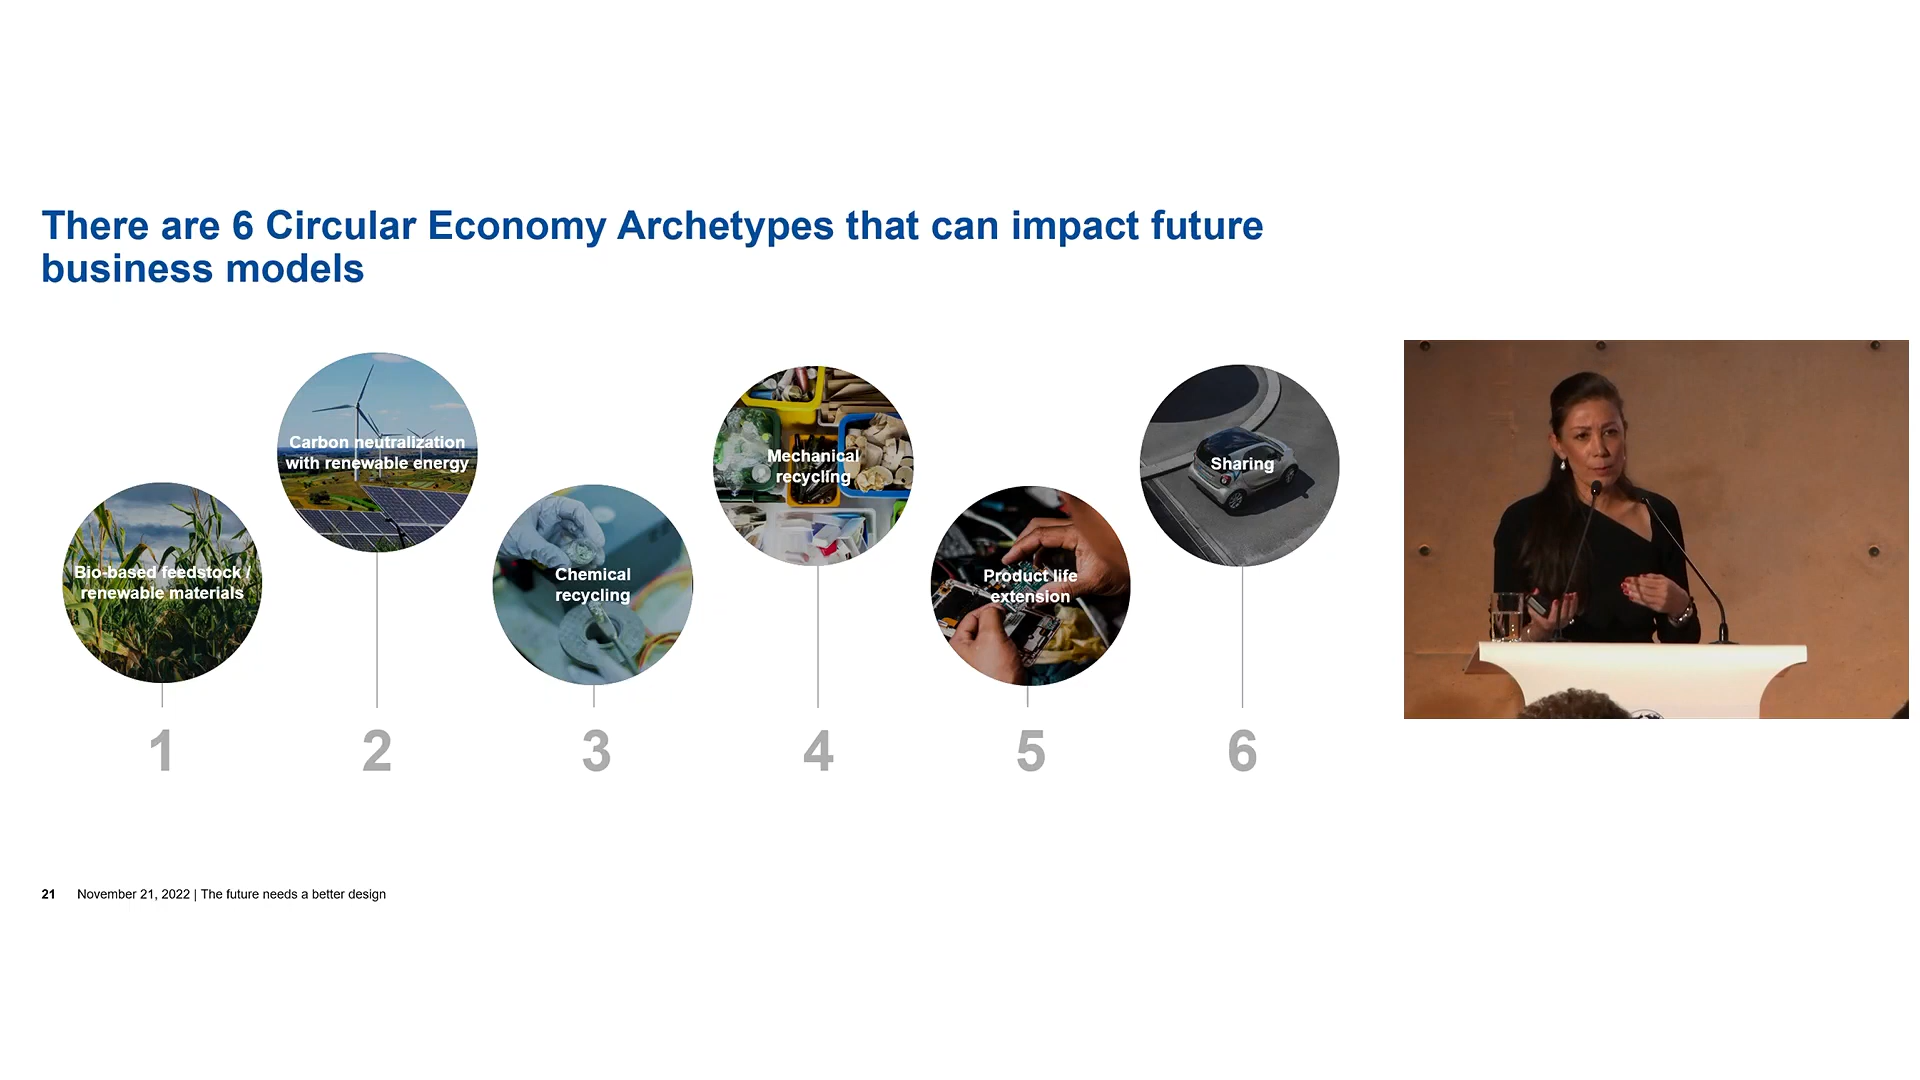 There are 6 Circular Economy Archetypes that can impact future
business models
Bio-based feedstock /
renewable materials
Carbon neutralization
with renewable energy
Chemical
recycling
Mechanical
recycling
Product life
extension
Sharing
1
2
3
4
5
6
21 November 21, 2022 | The future needs a better design